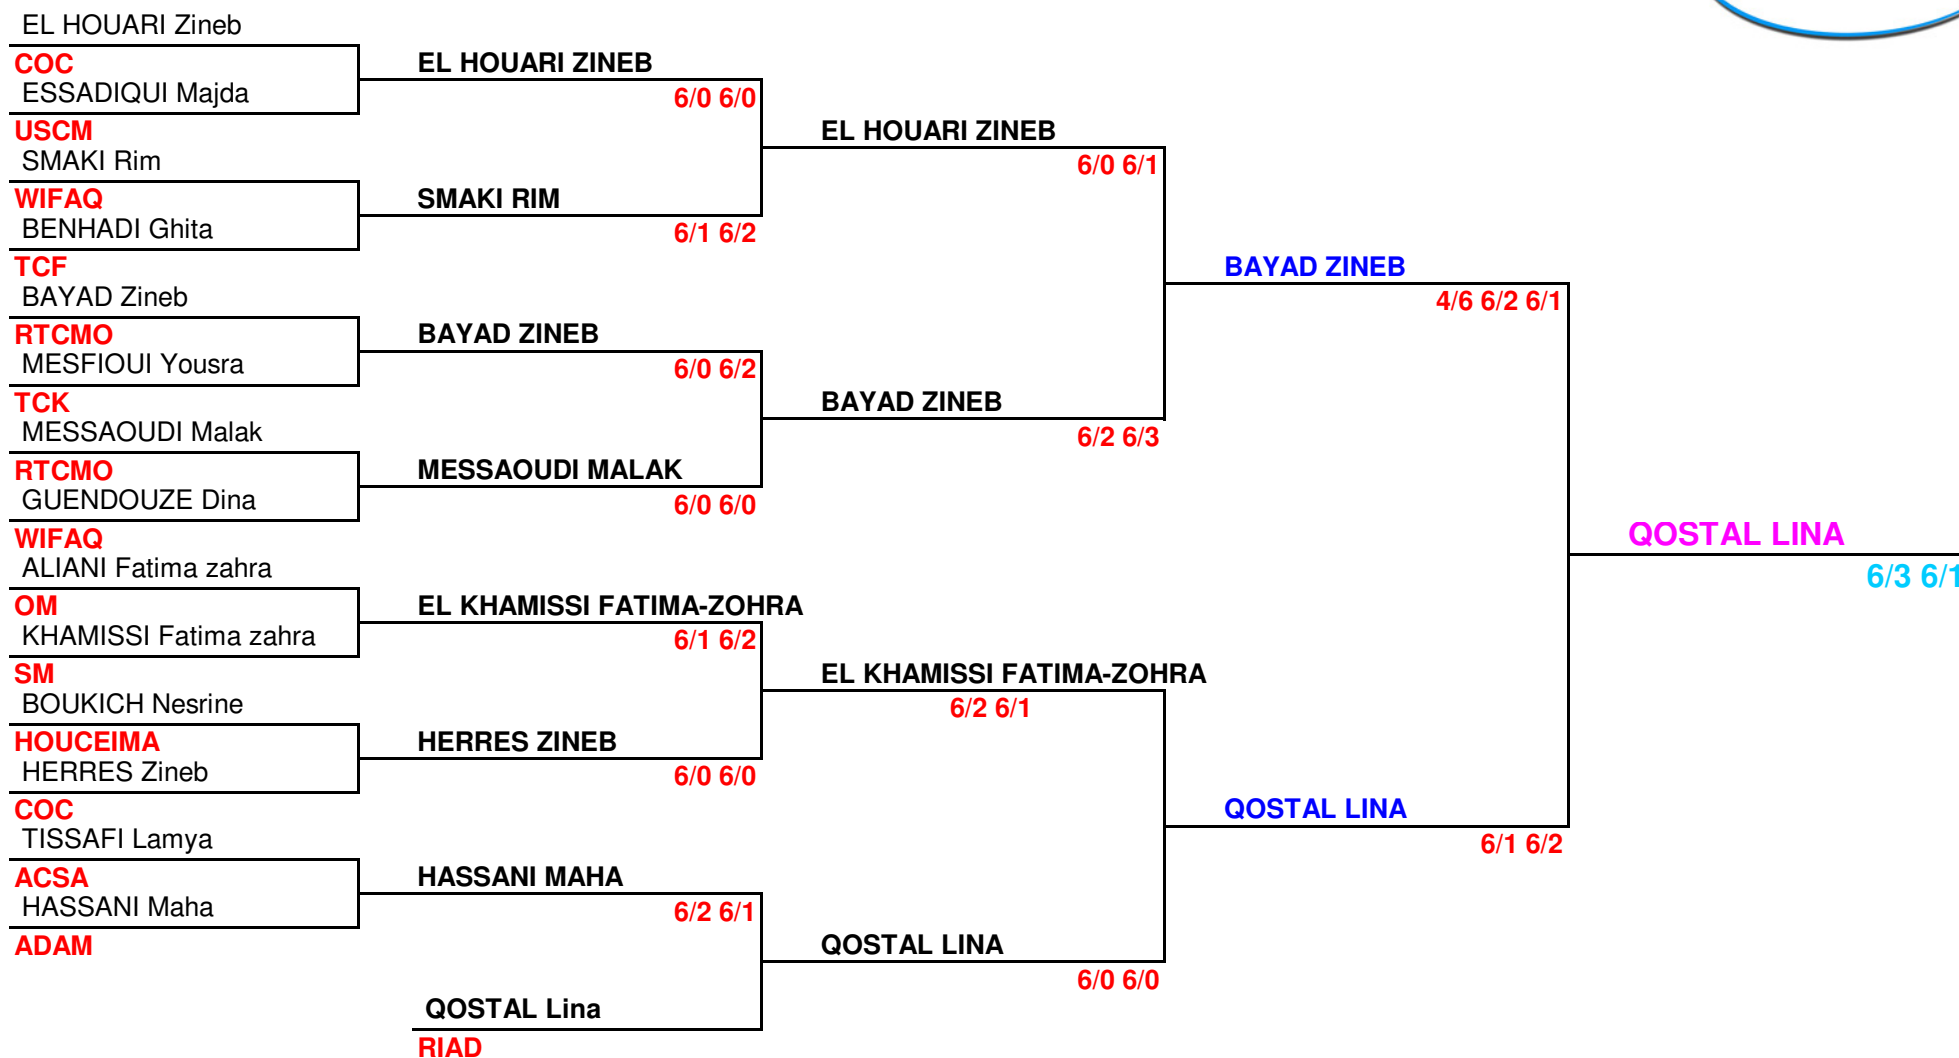 EL HOUARI Zineb
COC
EL HOUARI ZINEB
ESSADIQUI Majda
6/0 6/0
USCM
EL HOUARI ZINEB
SMAKI Rim
6/0 6/1
WIFAQ
SMAKI RIM
BENHADI Ghita
6/1 6/2
TCF
BAYAD ZINEB
BAYAD Zineb
4/6 6/2 6/1
RTCMO
BAYAD ZINEB
MESFIOUI Yousra
6/0 6/2
TCK
BAYAD ZINEB
MESSAOUDI Malak
6/2 6/3
RTCMO
MESSAOUDI MALAK
GUENDOUZE Dina
6/0 6/0
WIFAQ
QOSTAL LINA
ALIANI Fatima zahra
6/3 6/1
OM
EL KHAMISSI FATIMA-ZOHRA
KHAMISSI Fatima zahra
6/1 6/2
SM
EL KHAMISSI FATIMA-ZOHRA
BOUKICH Nesrine
6/2 6/1
HOUCEIMA
HERRES ZINEB
HERRES Zineb
6/0 6/0
COC
QOSTAL LINA
TISSAFI Lamya
6/1 6/2
ACSA
HASSANI MAHA
HASSANI Maha
6/2 6/1
ADAM
QOSTAL LINA
6/0 6/0
QOSTAL Lina
RIAD